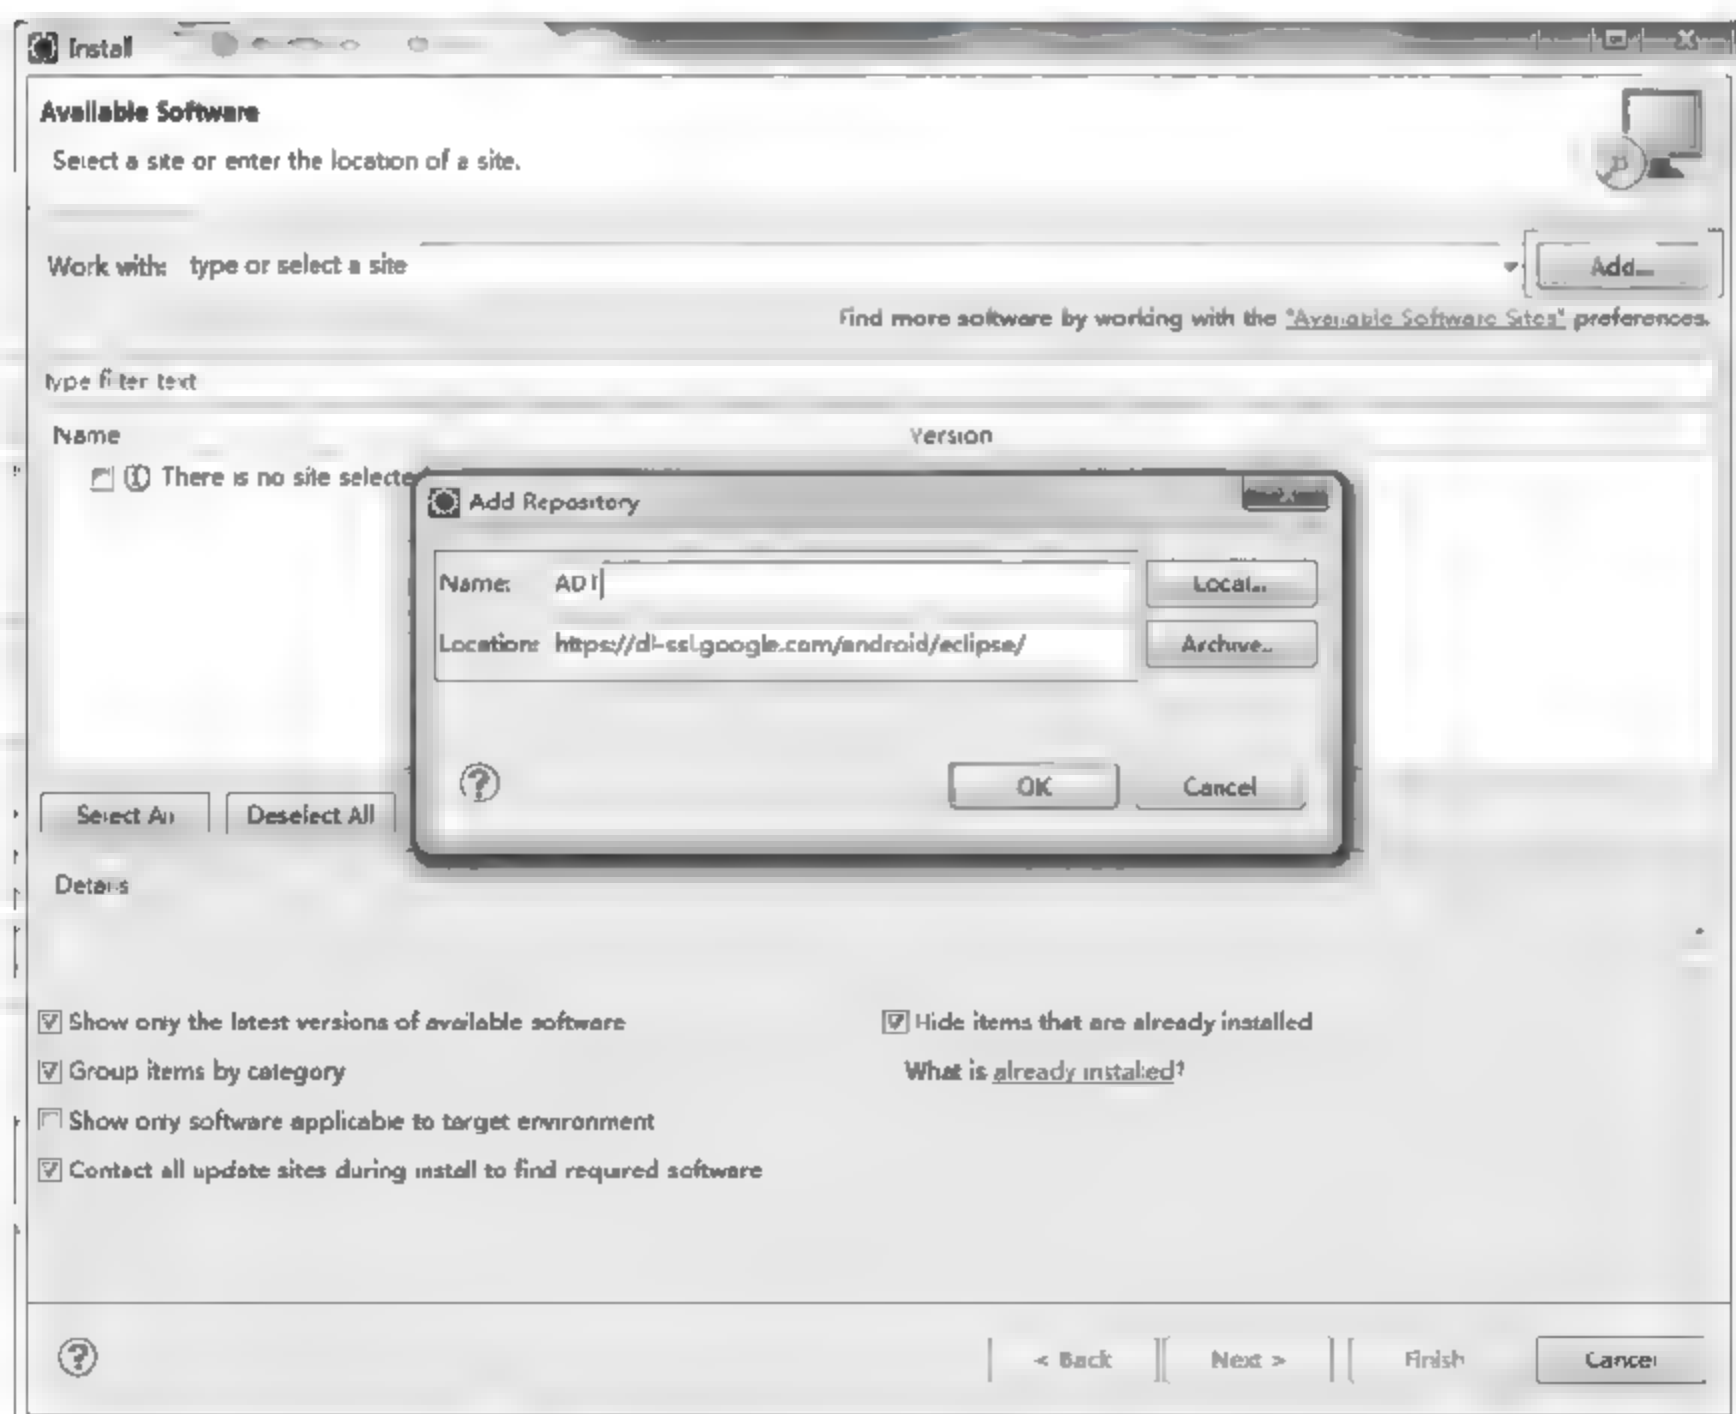 Install
Available Software
Select a site or enter the location of a site.
Work with: type or select a site Add...
Find more software by working with the "Available Software Sites" preferences.
type filter text
Name Version
There is no site selecte
Add Repository
Name: ADT Local...
Location: https://dl-ssl.google.com/android/eclipse/ Archive...
OK Cancel
Select All Deselect All
Details
Show only the latest versions of available software Hide items that are already installed
Group items by category What is already installed?
Show only software applicable to target environment
Contact all update sites during install to find required software
< Back Next > Finish Cancel